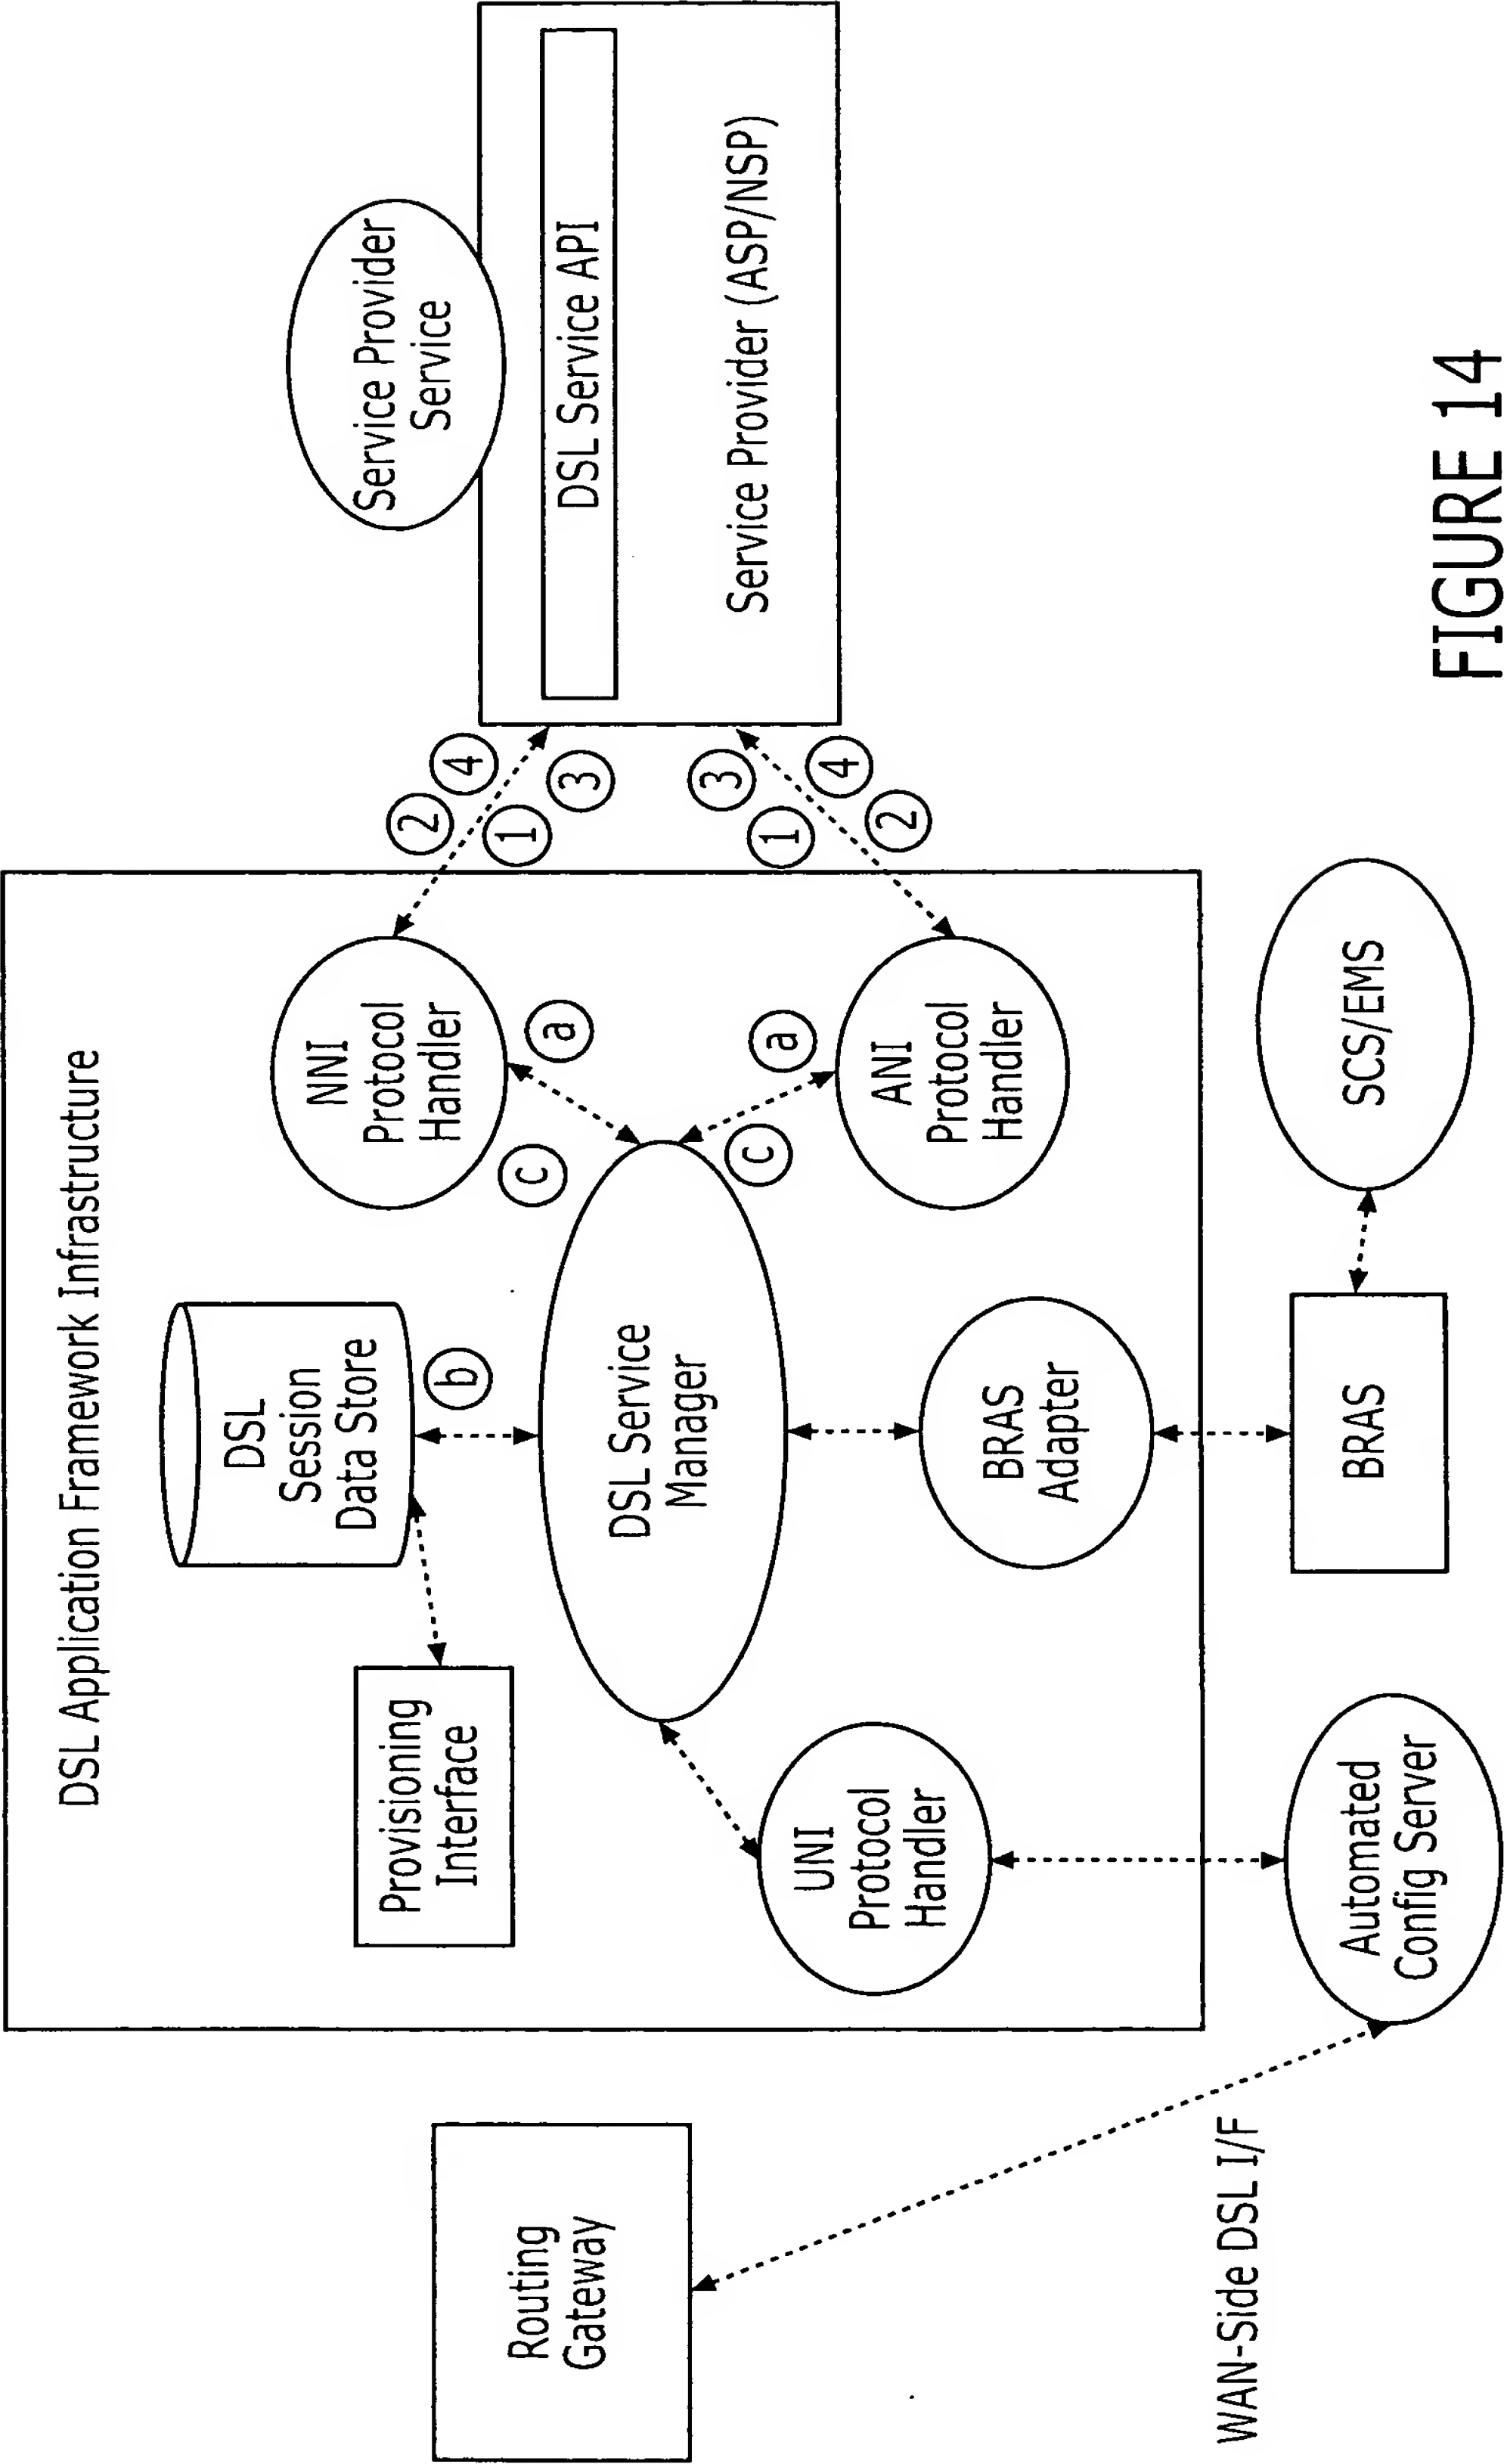 DSL Application Framework Infrastructure
Routing
Gateway
WAN-Side DSL I/F
Provisioning
Interface
DSL
Session
Data Store
b
DSL Service
Manager
UNI
Protocol
Handler
BRAS
Adapter
NNI
Protocol
Handler
a
c
a
c
ANI
Protocol
Handler
2
4
1
3
3
1
4
2
Service Provider
Service
DSL Service API
Service Provider (ASP/NSP)
Automated
Config Server
BRAS
SCS/EMS
FIGURE 14